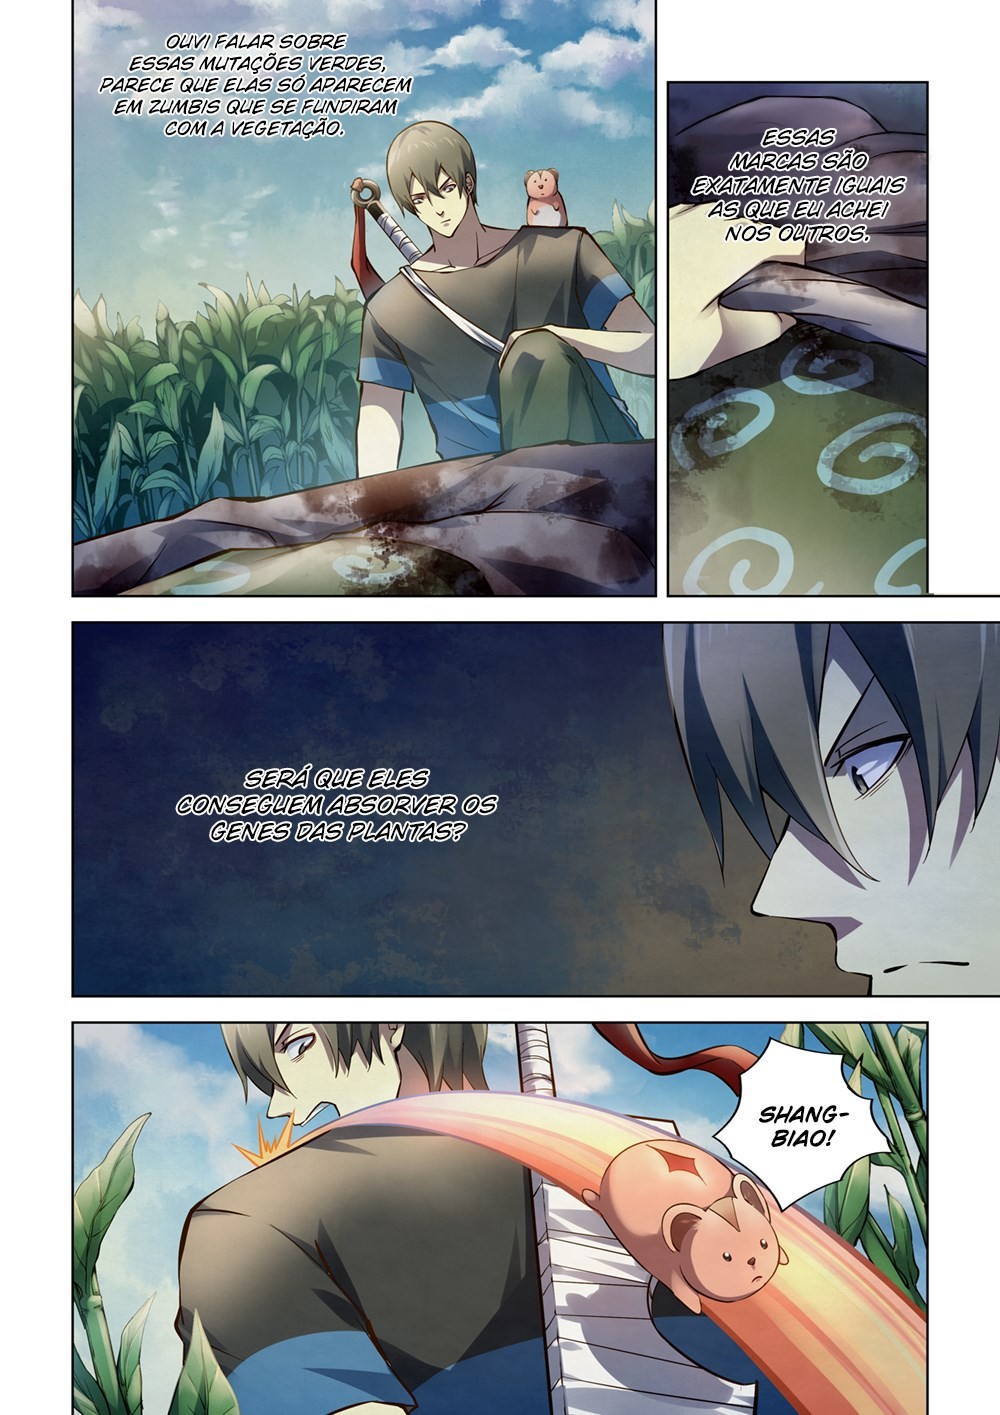 OUVI FALAR SOBRE
ESSAS MUTAÇÕES VERDES,
PARECE QUE ELAS SÓ APARECEM
EM ZUMBIS QUE SE FUNDIRAM
COM A VEGETAÇÃO.
ESSAS
MARCAS SÃO
EXATAMENTE IGUAIS
AS QUE EU ACHEI
NOS OUTROS.
SERÁ QUE ELES
CONSEGUEM ABSORVER OS
GENES DAS PLANTAS?
SHANG-
BIAO!